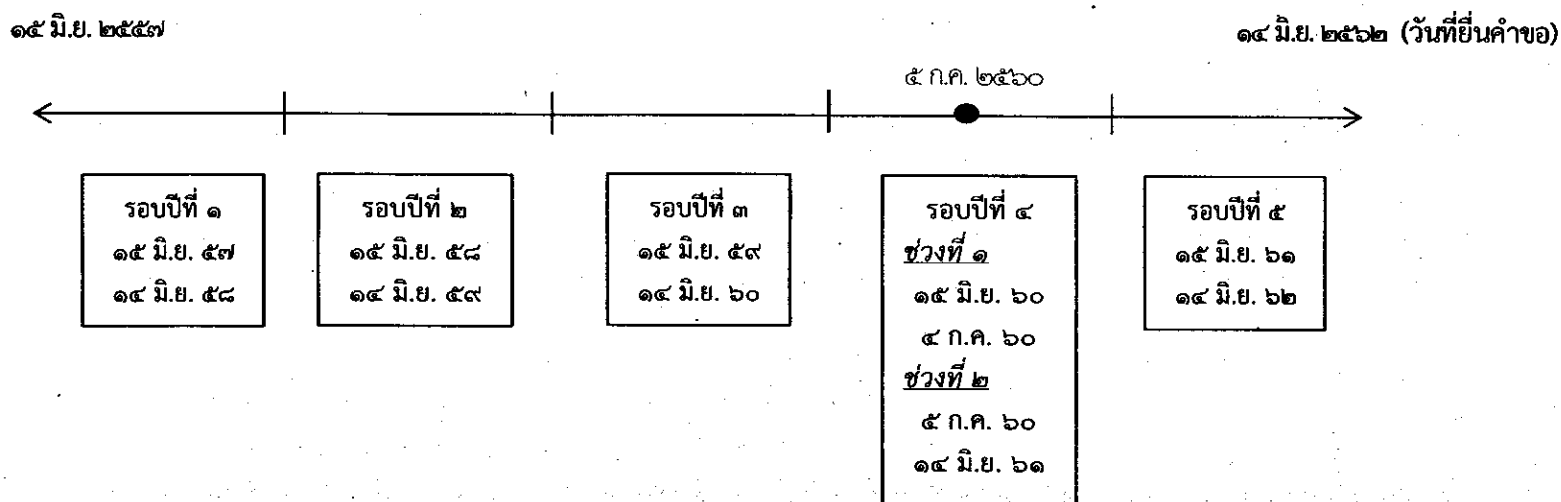 ๑๕ มิ.ย. ๒๕๕๗
๑๔ มิ.ย. ๒๕๖๒ (วันที่ยื่นคำขอ)
๕ ก.ค. ๒๕๖๐
รอบปีที่ ๑
๑๕ มิ.ย. ๕๗
๑๔ มิ.ย. ๕๘
รอบปีที่ ๒
๑๕ มิ.ย. ๕๘
๑๔ มิ.ย. ๕๙
รอบปีที่ ๓
๑๕ มิ.ย. ๕๙
๑๔ มิ.ย. ๖๐
รอบปีที่ ๔
ช่วงที่ ๑
๑๕ มิ.ย. ๖๐
๔ ก.ค. ๖๐
ช่วงที่ ๒
๕ ก.ค. ๖๐
๑๔ มิ.ย. ๖๑
รอบปีที่ ๕
๑๕ มิ.ย. ๖๑
๑๔ มิ.ย. ๖๒